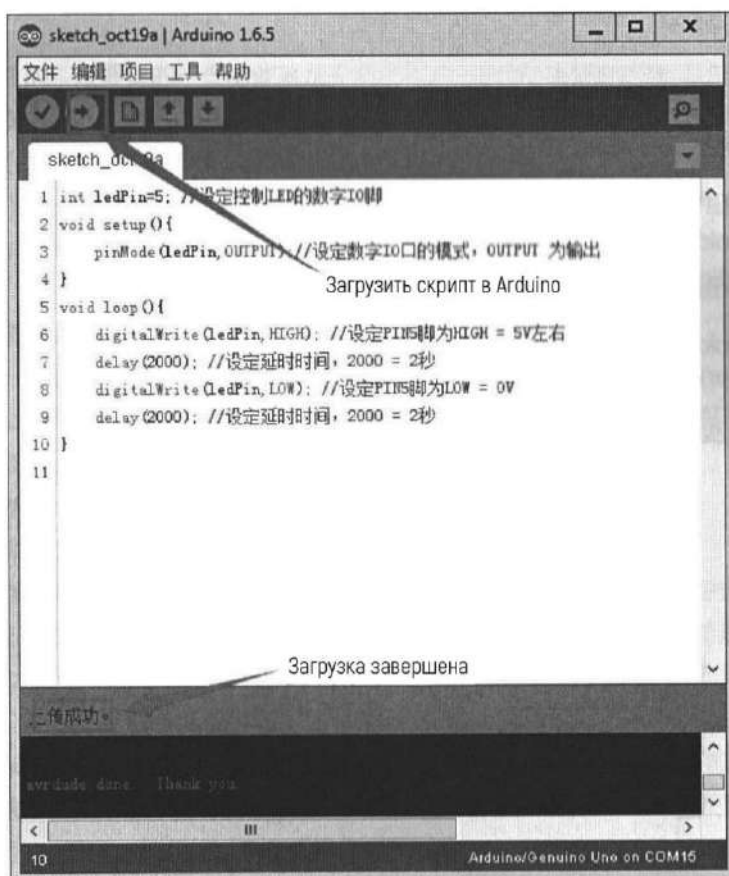 sketch_oct19a | Arduino 1.6.5
文件 编辑 项目 工具 帮助
sketch_oct19a
1 int ledPin=5; //设定控制LED的数字IO脚
2 void setup(){
3 pinMode(ledPin,OUTPUT);//设定数字IO口的模式，OUTPUT 为输出
4 }
Загрузить скрипт в Arduino
5 void loop(){
6 digitalWrite(ledPin,HIGH); //设定PIN5脚为HIGH = 5V左右
7 delay(2000); //设定延时时间，2000 = 2秒
8 digitalWrite(ledPin,LOW); //设定PIN5脚为LOW = 0V
9 delay(2000); //设定延时时间，2000 = 2秒
10 }
11
Загрузка завершена
上传成功。
avrdude done. Thank you.
10
Arduino/Genuino Uno on COM15